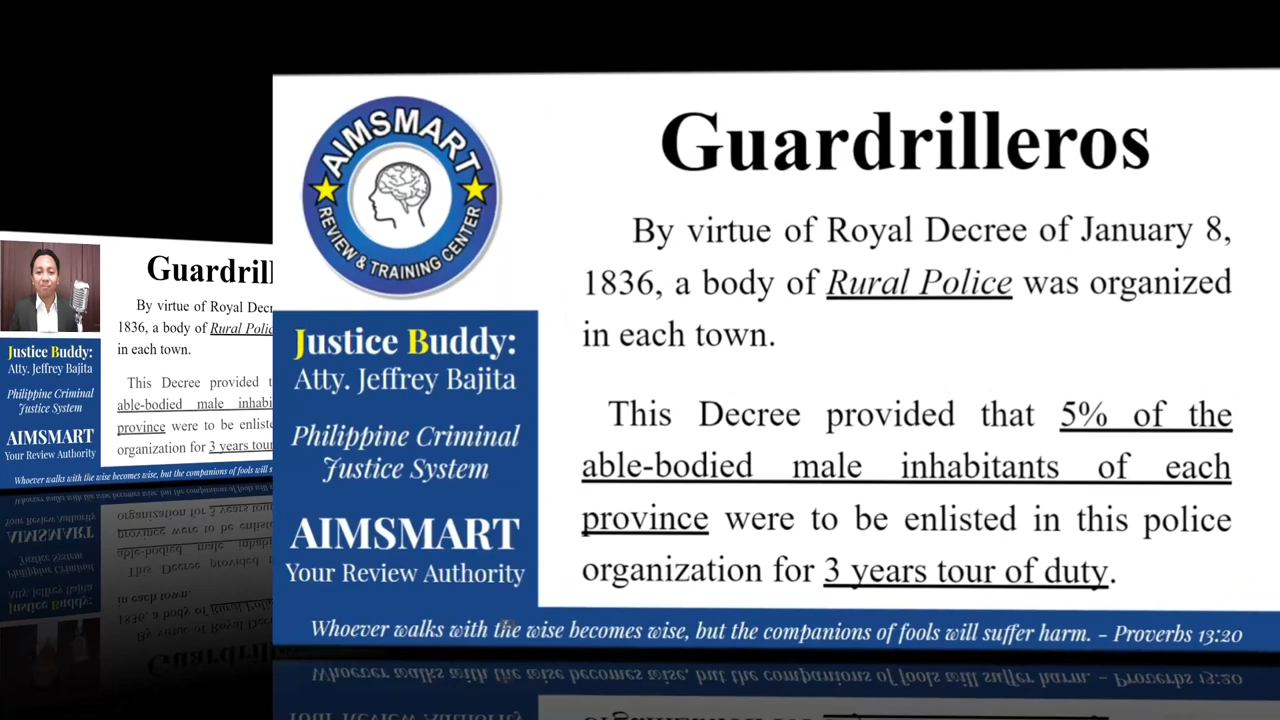 AIMSMART
REVIEW & TRAINING CENTER
Guardrilleros
By virtue of Royal Decree of January 8,
1836, a body of Rural Police was organized
in each town.
This Decree provided that 5% of the
able-bodied male inhabitants of each
province were to be enlisted in this police
organization for 3 years tour of duty.
Justice Buddy:
Atty. Jeffrey Bajita
Philippine Criminal
Justice System
AIMSMART
Your Review Authority
Whoever walks with the wise becomes wise, but the companions of fools will suffer harm. – Proverbs 13:20
Guardrill
By virtue of Royal Decr
1836, a body of Rural Polic
in each town.
This Decree provided t
able-bodied male inhabi
province were to be enlis
organization for 3 years tour
Justice Buddy:
Atty. Jeffrey Bajita
Philippine Criminal
Justice System
AIMSMART
Your Review Authority
Whoever walks with the wise becomes wise, but the companions of fools will s